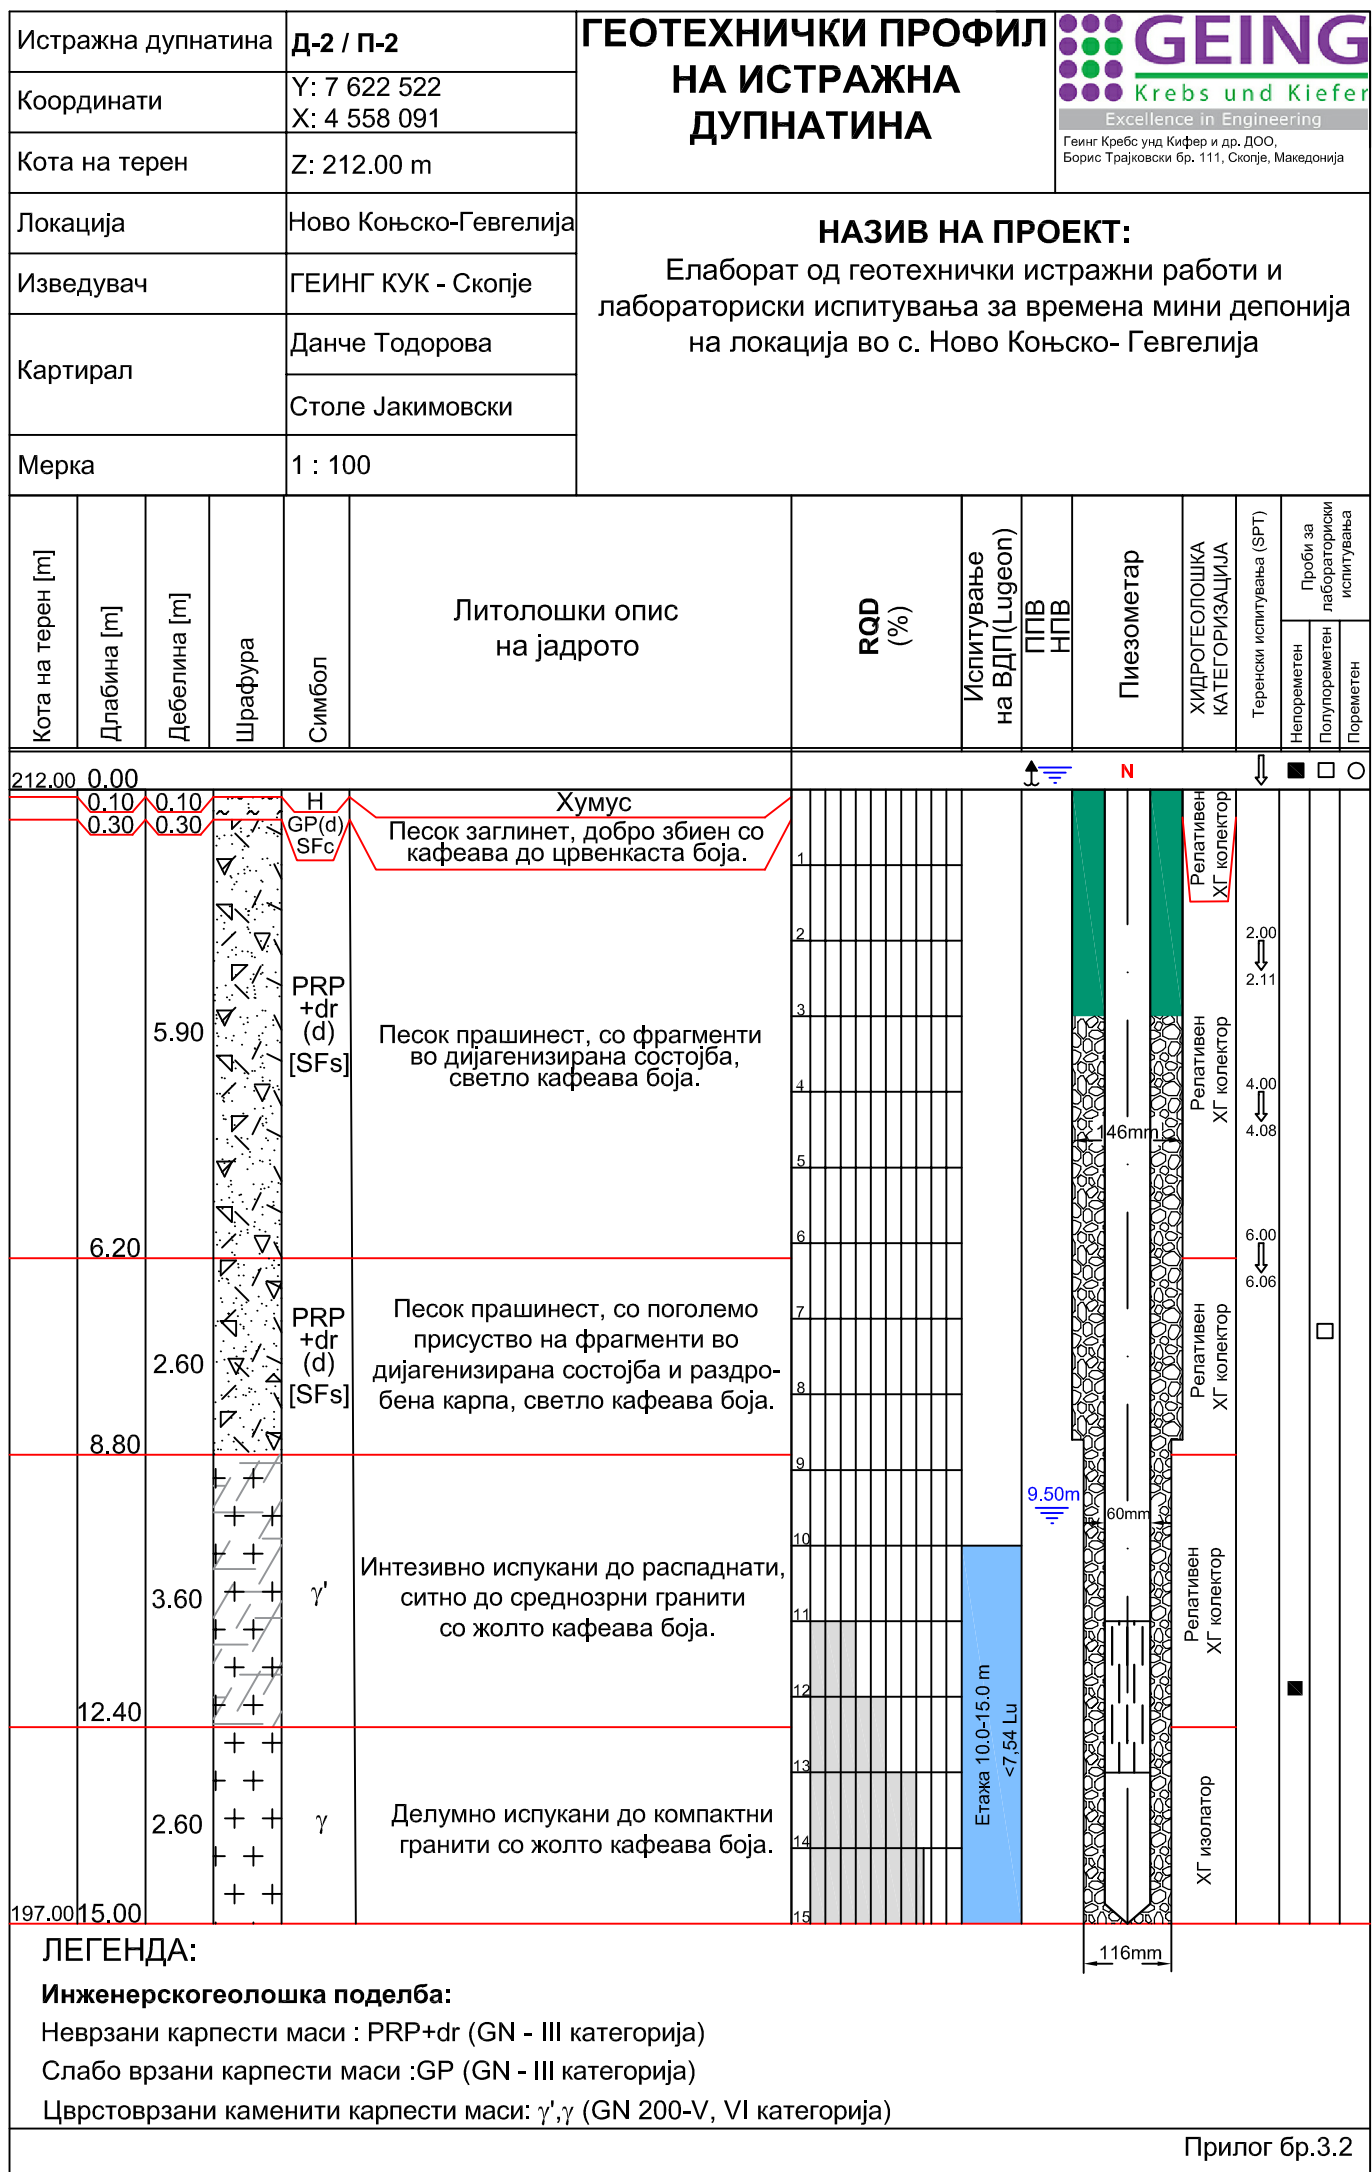 Истражна дупнатина
Д-2 / П-2
Координати
Y: 7 622 522
X: 4 558 091
Кота на терен
Z: 212.00 m
Локација
Ново Коњско-Гевгелија
Изведувач
ГЕИНГ КУК - Скопје
Картирал
Данче Тодорова
Столе Јакимовски
Мерка
1 : 100
ГЕОТЕХНИЧКИ ПРОФИЛ
НА ИСТРАЖНА
ДУПНАТИНА
GEING
Krebs und Kiefer
Excellence in Engineering
Геинг Кребс унд Кифер и др. ДОО,
Борис Трајковски бр. 111, Скопје, Македонија
НАЗИВ НА ПРОЕКТ:
Елаборат од геотехнички истражни работи и
лабораториски испитувања за времена мини депонија
на локација во с. Ново Коњско- Гевгелија
Кота на терен [m]
Длабина [m]
Дебелина [m]
Шрафура
Симбол
Литолошки опис
на јадрото
RQD
(%)
Испитување
на ВДП(Lugeon)
ППВ
НПВ
Пиезометар
ХИДРОГЕОЛОШКА
КАТЕГОРИЗАЦИЈА
Теренски испитувања (SPT)
Проби за
лабораториски
испитувања
Непореметен
Полупореметен
Пореметен
212.00 0.00
N
0.10 0.10 H Хумус
0.30 0.30 GP(d)
SFc
Песок заглинет, добро збиен со
кафеава до црвенкаста боја.
Релативен
ХГ колектор
1
2
3
4
5
6
7
8
9
10
11
12
13
14
15
5.90
PRP
+dr
(d)
[SFs]
Песок прашинест, со фрагменти
во дијагенизирана состојба,
светло кафеава боја.
Релативен
ХГ колектор
2.00
2.11
4.00
4.08
6.00
6.06
146mm
6.20
2.60
PRP
+dr
(d)
[SFs]
Песок прашинест, со поголемо
присуство на фрагменти во
дијагенизирана состојба и раздро-
бена карпа, светло кафеава боја.
Релативен
ХГ колектор
8.80
9.50m
60mm
3.60
γ'
Интезивно испукани до распаднати,
ситно до среднозрни гранити
со жолто кафеава боја.
Релативен
ХГ колектор
12.40
Етажа 10.0-15.0 m
<7,54 Lu
2.60
γ
Делумно испукани до компактни
гранити со жолто кафеава боја.
ХГ изолатор
197.00 15.00
116mm
ЛЕГЕНДА:
Инженерскогеолошка поделба:
Неврзани карпести маси : PRP+dr (GN - III категорија)
Слабо врзани карпести маси :GP (GN - III категорија)
Цврстоврзани каменити карпести маси: γ',γ (GN 200-V, VI категорија)
Прилог бр.3.2